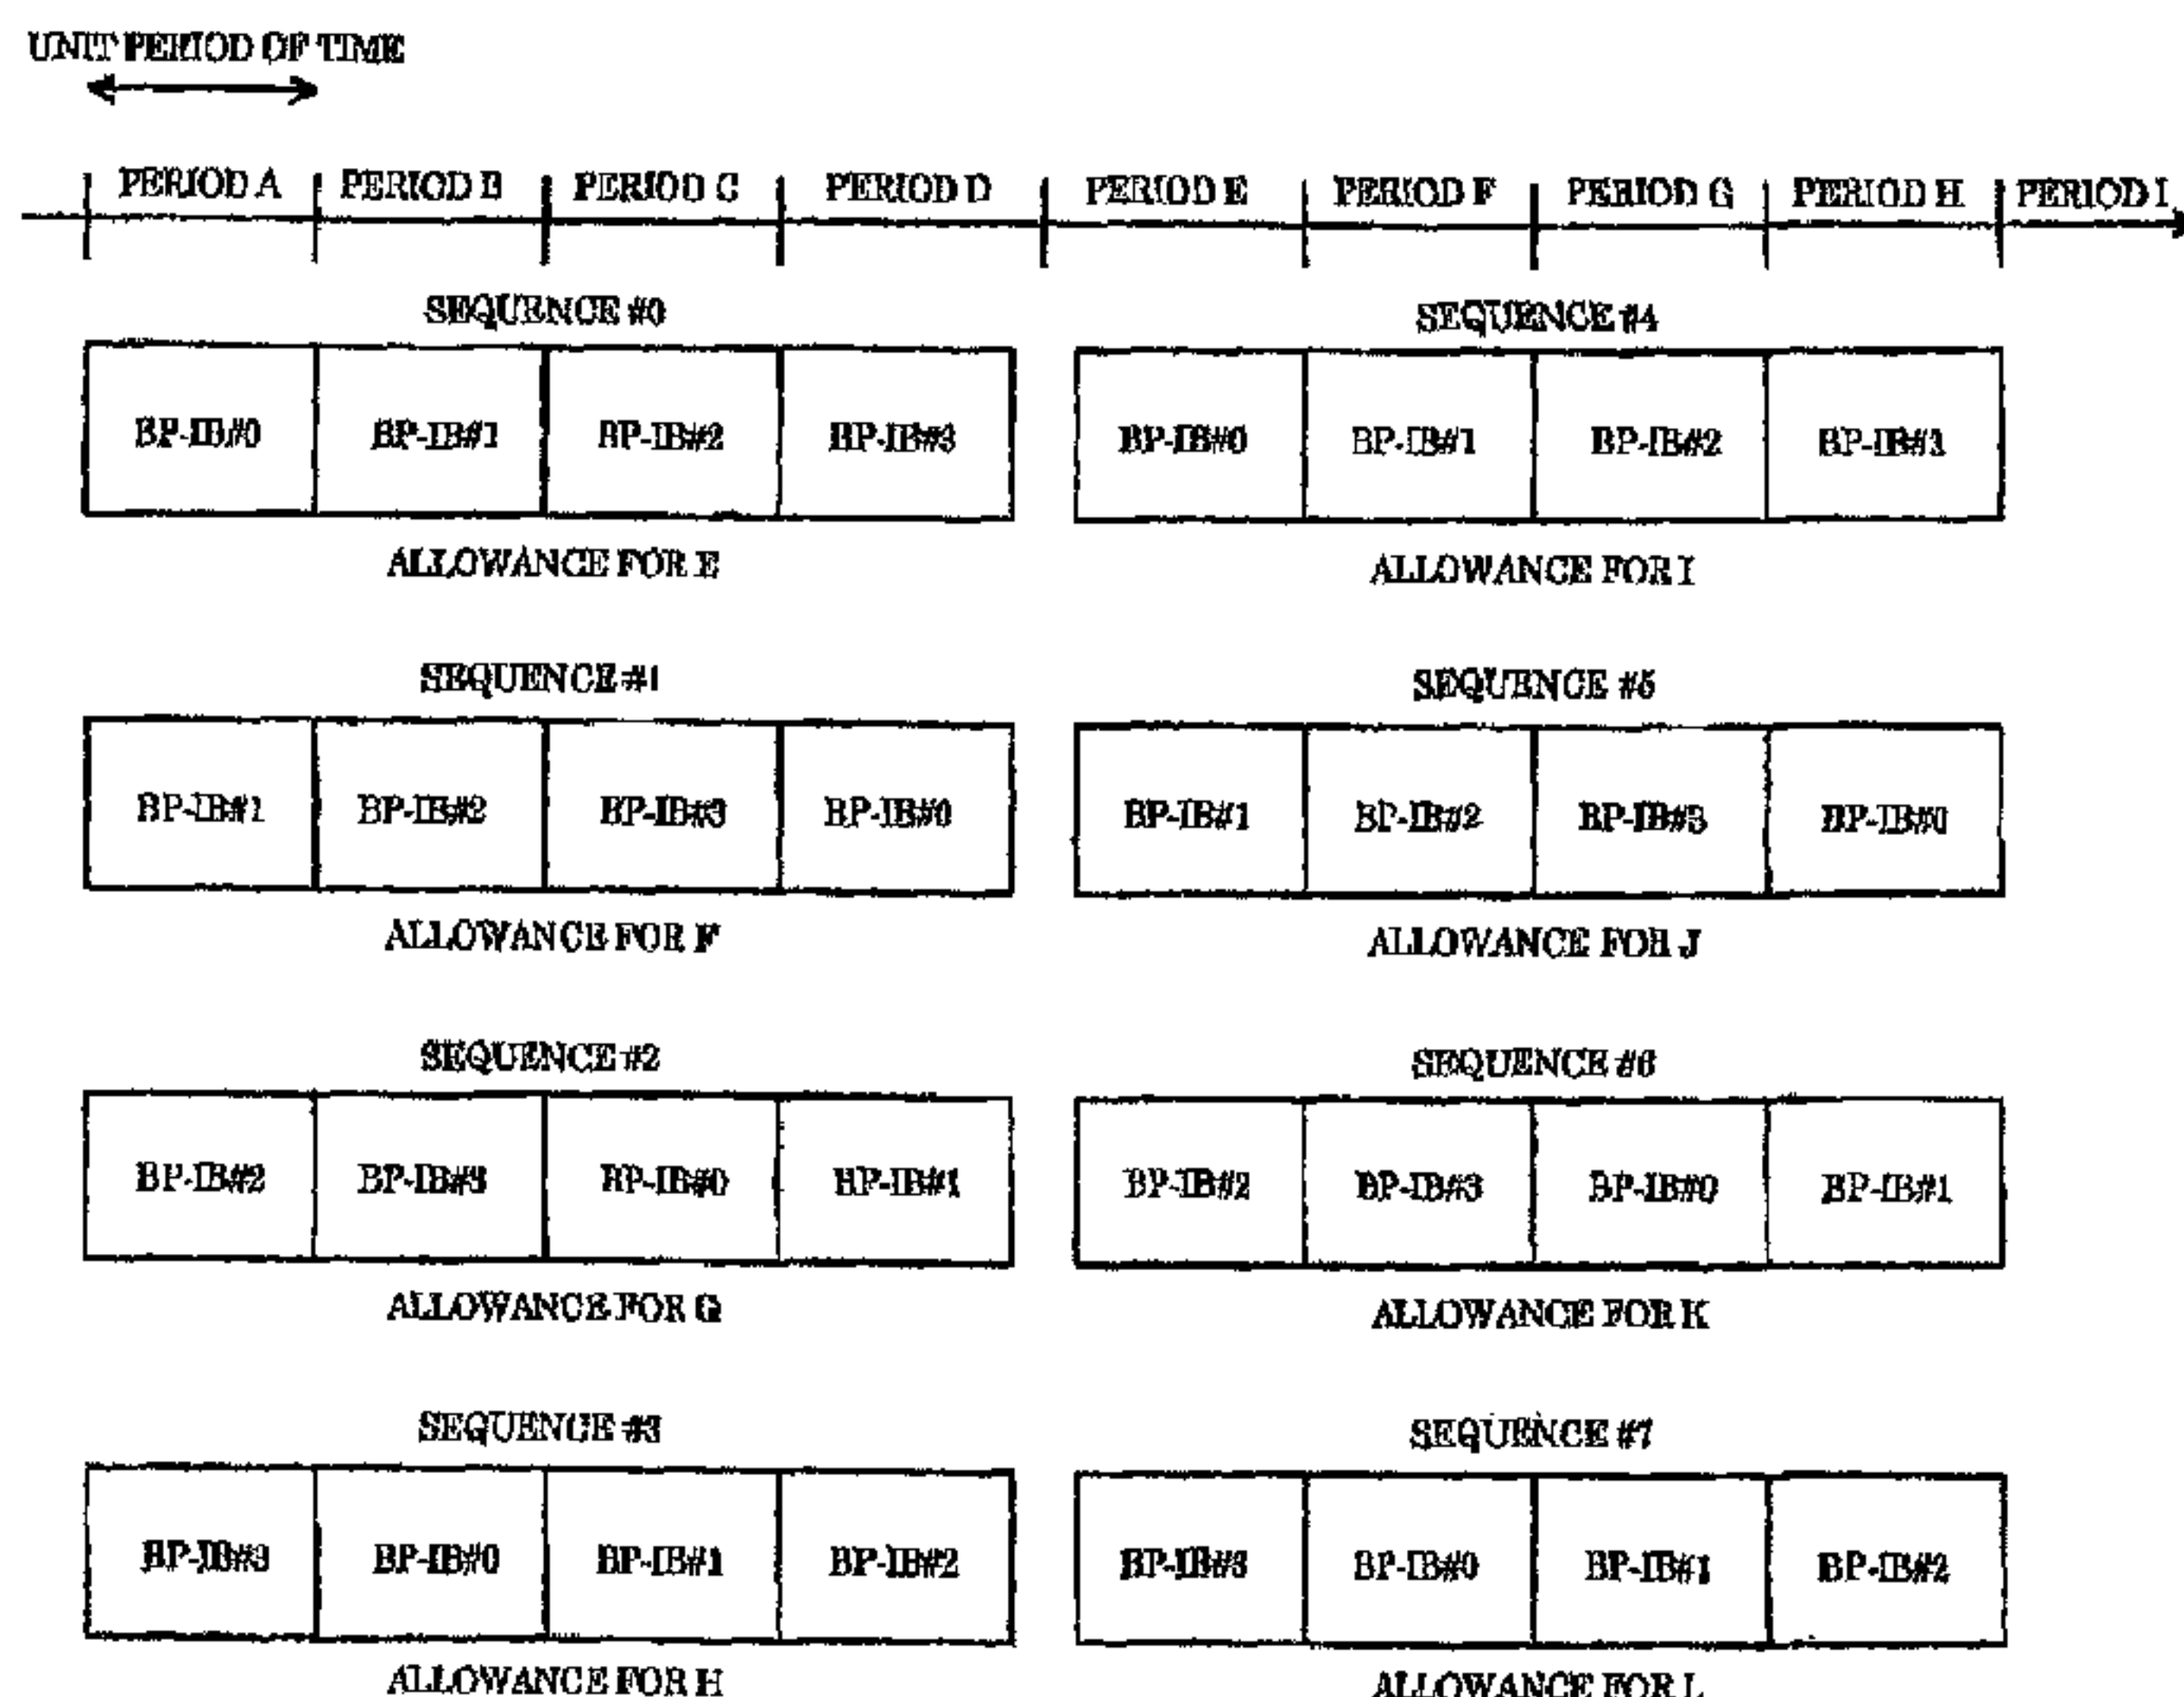 UNIT PERIOD OF TIME
PERIOD A PERIOD B PERIOD C PERIOD D PERIOD E PERIOD F PERIOD G PERIOD H PERIOD I
SEQUENCE #0 SEQUENCE #4
BP-IB#0 BP-IB#1 BP-IB#2 BP-IB#3 BP-IB#0 BP-IB#1 BP-IB#2 BP-IB#3
ALLOWANCE FOR E ALLOWANCE FOR I
SEQUENCE #1 SEQUENCE #5
BP-IB#1 BP-IB#2 BP-IB#3 BP-IB#0 BP-IB#1 BP-IB#2 BP-IB#3 BP-IB#0
ALLOWANCE FOR F ALLOWANCE FOR J
SEQUENCE #2 SEQUENCE #6
BP-IB#2 BP-IB#3 BP-IB#0 BP-IB#1 BP-IB#2 BP-IB#3 BP-IB#0 BP-IB#1
ALLOWANCE FOR G ALLOWANCE FOR K
SEQUENCE #3 SEQUENCE #7
BP-IB#3 BP-IB#0 BP-IB#1 BP-IB#2 BP-IB#3 BP-IB#0 BP-IB#1 BP-IB#2
ALLOWANCE FOR H ALLOWANCE FOR L